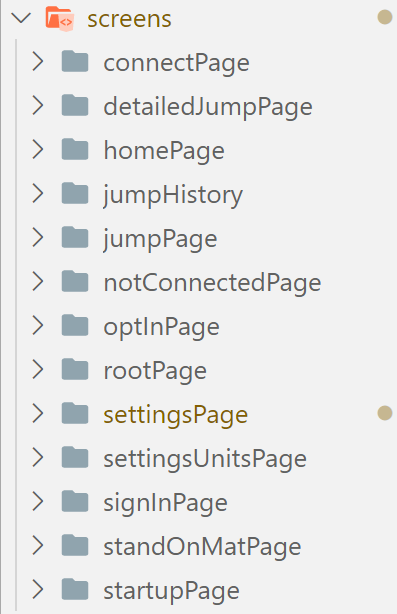 screens
connectPage
detailedJumpPage
homePage
jumpHistory
jumpPage
notConnectedPage
optInPage
rootPage
settingsPage
settingsUnitsPage
signInPage
standOnMatPage
startupPage